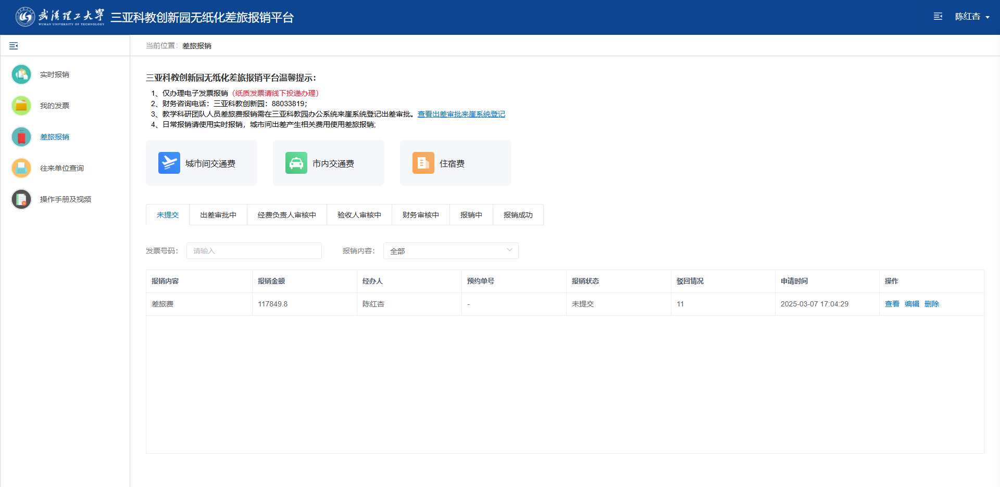 武汉理工大学 三亚科教创新园无纸化差旅报销平台
WUHAN UNIVERSITY OF TECHNOLOGY
陈红杏
当前位置：差旅报销
实时报销
我的发票
差旅报销
往来单位查询
操作手册及视频
三亚科教创新园无纸化差旅报销平台温馨提示：
1、仅办理电子发票报销（纸质发票请线下投递办理）
2、财务咨询电话：三亚科教创新园：88033819；
3、教学科研团队人员差旅费报销需在三亚科教园办公系统来崖系统登记出差审批。查看出差审批来崖系统登记
4、日常报销请使用实时报销，城市间出差产生相关费用使用差旅报销;
城市间交通费 市内交通费 住宿费
未提交 出差审批中 经费负责人审核中 验收人审核中 财务审核中 报销中 报销成功
发票号码： 请输入 报销内容： 全部
报销内容 报销金额 经办人 预约单号 报销状态 驳回情况 申请时间 操作
差旅费 117849.8 陈红杏 - 未提交 11 2025-03-07 17:04:29 查看 编辑 删除